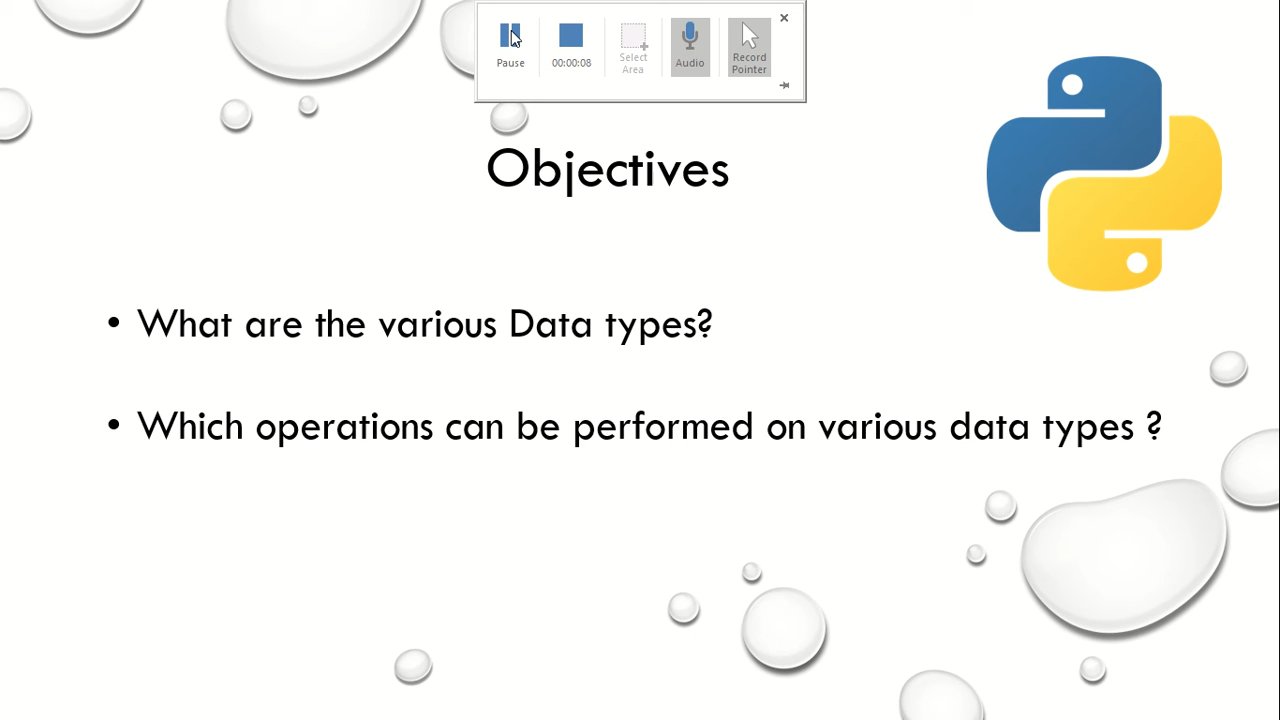 Pause
00:00:08
Select
Area
Audio
Record
Pointer
Objectives
• What are the various Data types?
• Which operations can be performed on various data types ?